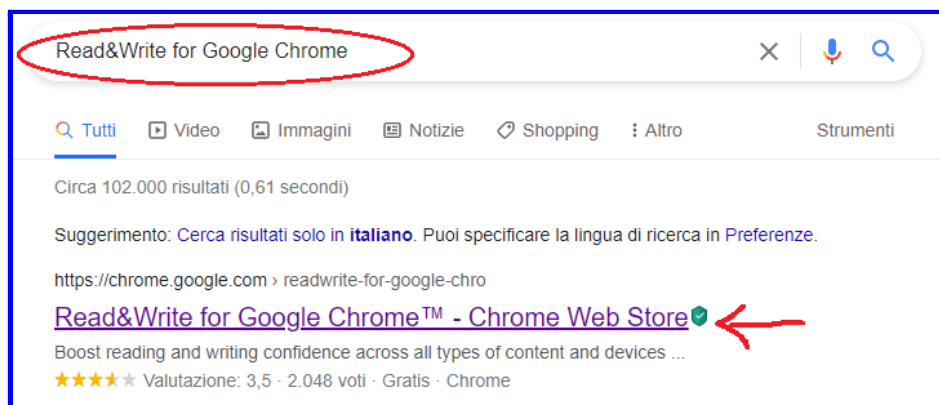 Read&Write for Google Chrome
Tutti Video Immagini Notizie Shopping Altro Strumenti
Circa 102.000 risultati (0,61 secondi)
Suggerimento: Cerca risultati solo in italiano. Puoi specificare la lingua di ricerca in Preferenze.
https://chrome.google.com › readwrite-for-google-chro
Read&Write for Google Chrome™ - Chrome Web Store
Boost reading and writing confidence across all types of content and devices ...
Valutazione: 3,5 · 2.048 voti · Gratis · Chrome